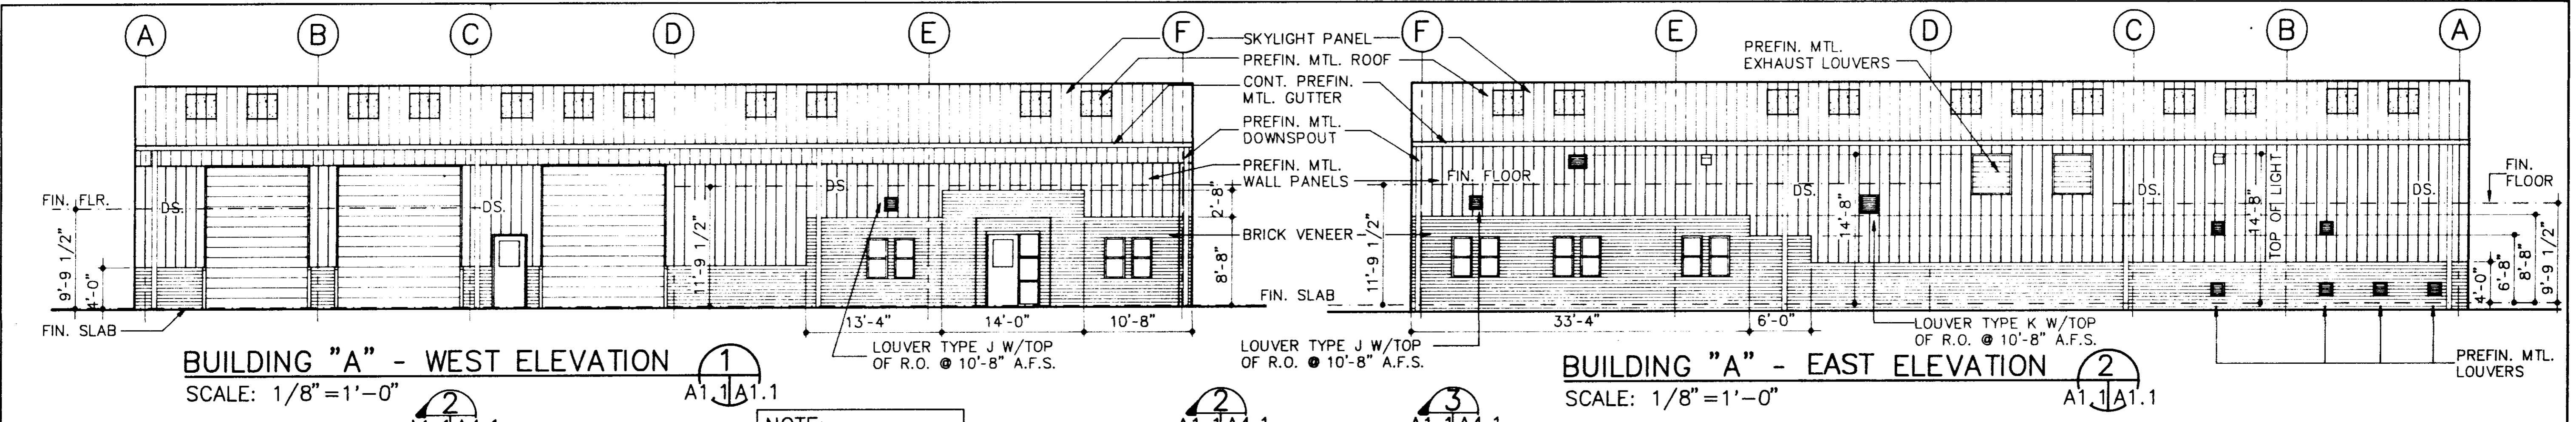 A B C D E F
F E D C B A
SKYLIGHT PANEL
PREFIN. MTL. ROOF
CONT. PREFIN.
MTL. GUTTER
PREFIN. MTL.
DOWNSPOUT
PREFIN. MTL.
WALL PANELS
BRICK VENEER
PREFIN. MTL.
EXHAUST LOUVERS
FIN. FLR.
DS.
DS.
DS.
9'-9 1/2"
4'-0"
11'-9 1/2"
2'-8"
8'-8"
FIN. SLAB
FIN. SLAB
13'-4"
14'-0"
10'-8"
LOUVER TYPE J W/TOP
OF R.O. @ 10'-8" A.F.S.
BUILDING "A" - WEST ELEVATION
1
A1.1 A1.1
SCALE: 1/8"=1'-0"
FIN. FLOOR
11'-9 1/2"
DS.
14'-8"
DS.
14'-8"
TOP OF LIGHT
DS.
FIN.
FLOOR
4'-0"
6'-8"
8'-8"
9'-9 1/2"
33'-4"
6'-0"
LOUVER TYPE J W/TOP
OF R.O. @ 10'-8" A.F.S.
LOUVER TYPE K W/TOP
OF R.O. @ 10'-8" A.F.S.
PREFIN. MTL.
LOUVERS
BUILDING "A" - EAST ELEVATION
2
A1.1 A1.1
SCALE: 1/8"=1'-0"
2
NOTE:
2
3